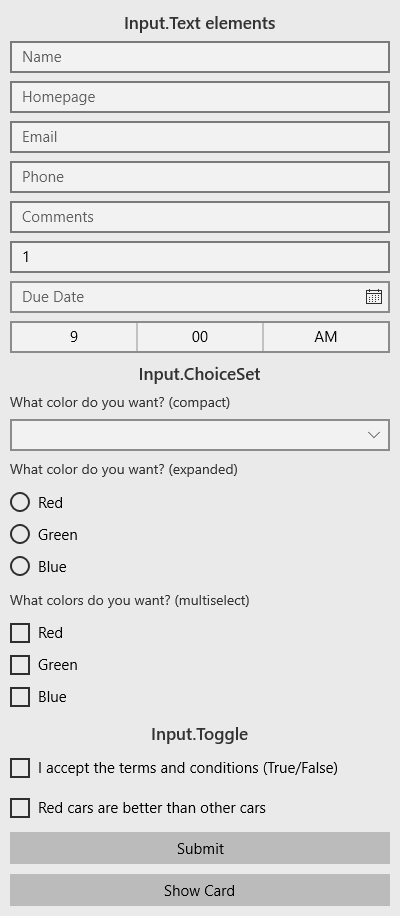 Input.Text elements
Name
Homepage
Email
Phone
Comments
1
Due Date
9 00 AM
Input.ChoiceSet
What color do you want? (compact)
What color do you want? (expanded)
Red
Green
Blue
What colors do you want? (multiselect)
Red
Green
Blue
Input.Toggle
I accept the terms and conditions (True/False)
Red cars are better than other cars
Submit
Show Card